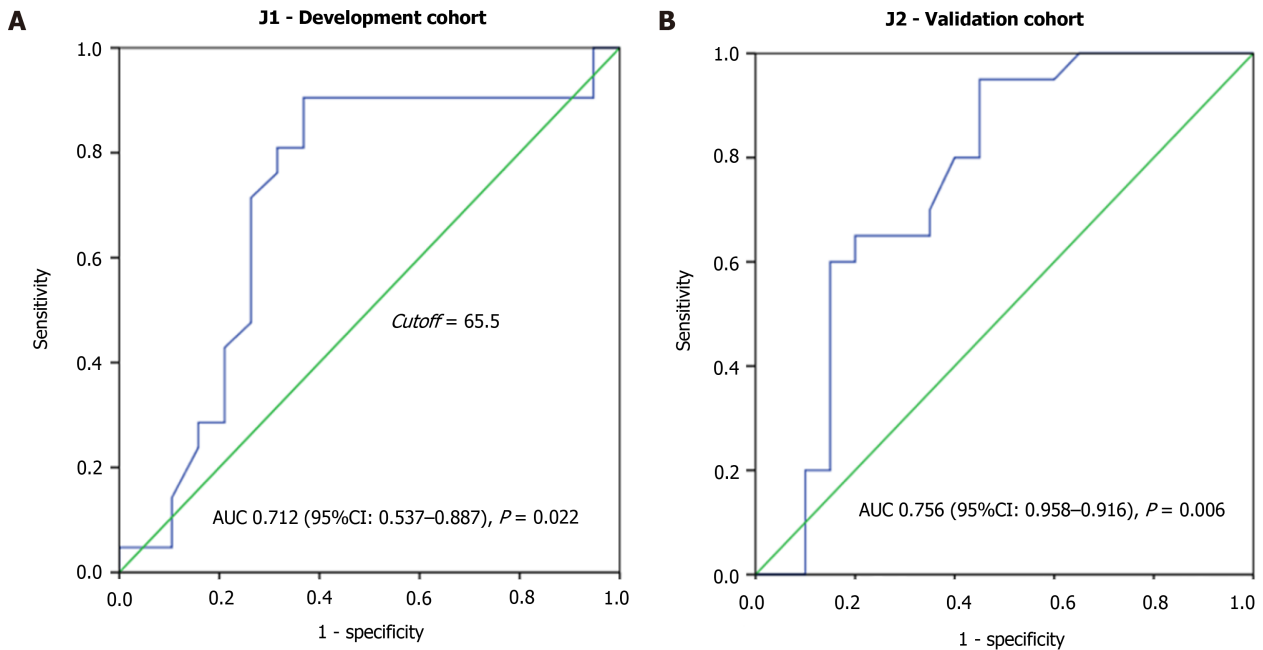 A
J1 - Development cohort
1.0
0.8
0.6
0.4
0.2
0.0
Sensitivity
Cutoff = 65.5
AUC 0.712 (95%CI: 0.537–0.887), P = 0.022
0.0 0.2 0.4 0.6 0.8 1.0
1 - specificity
B
J2 - Validation cohort
1.0
0.8
0.6
0.4
0.2
0.0
Sensitivity
AUC 0.756 (95%CI: 0.958–0.916), P = 0.006
0.0 0.2 0.4 0.6 0.8 1.0
1 - specificity